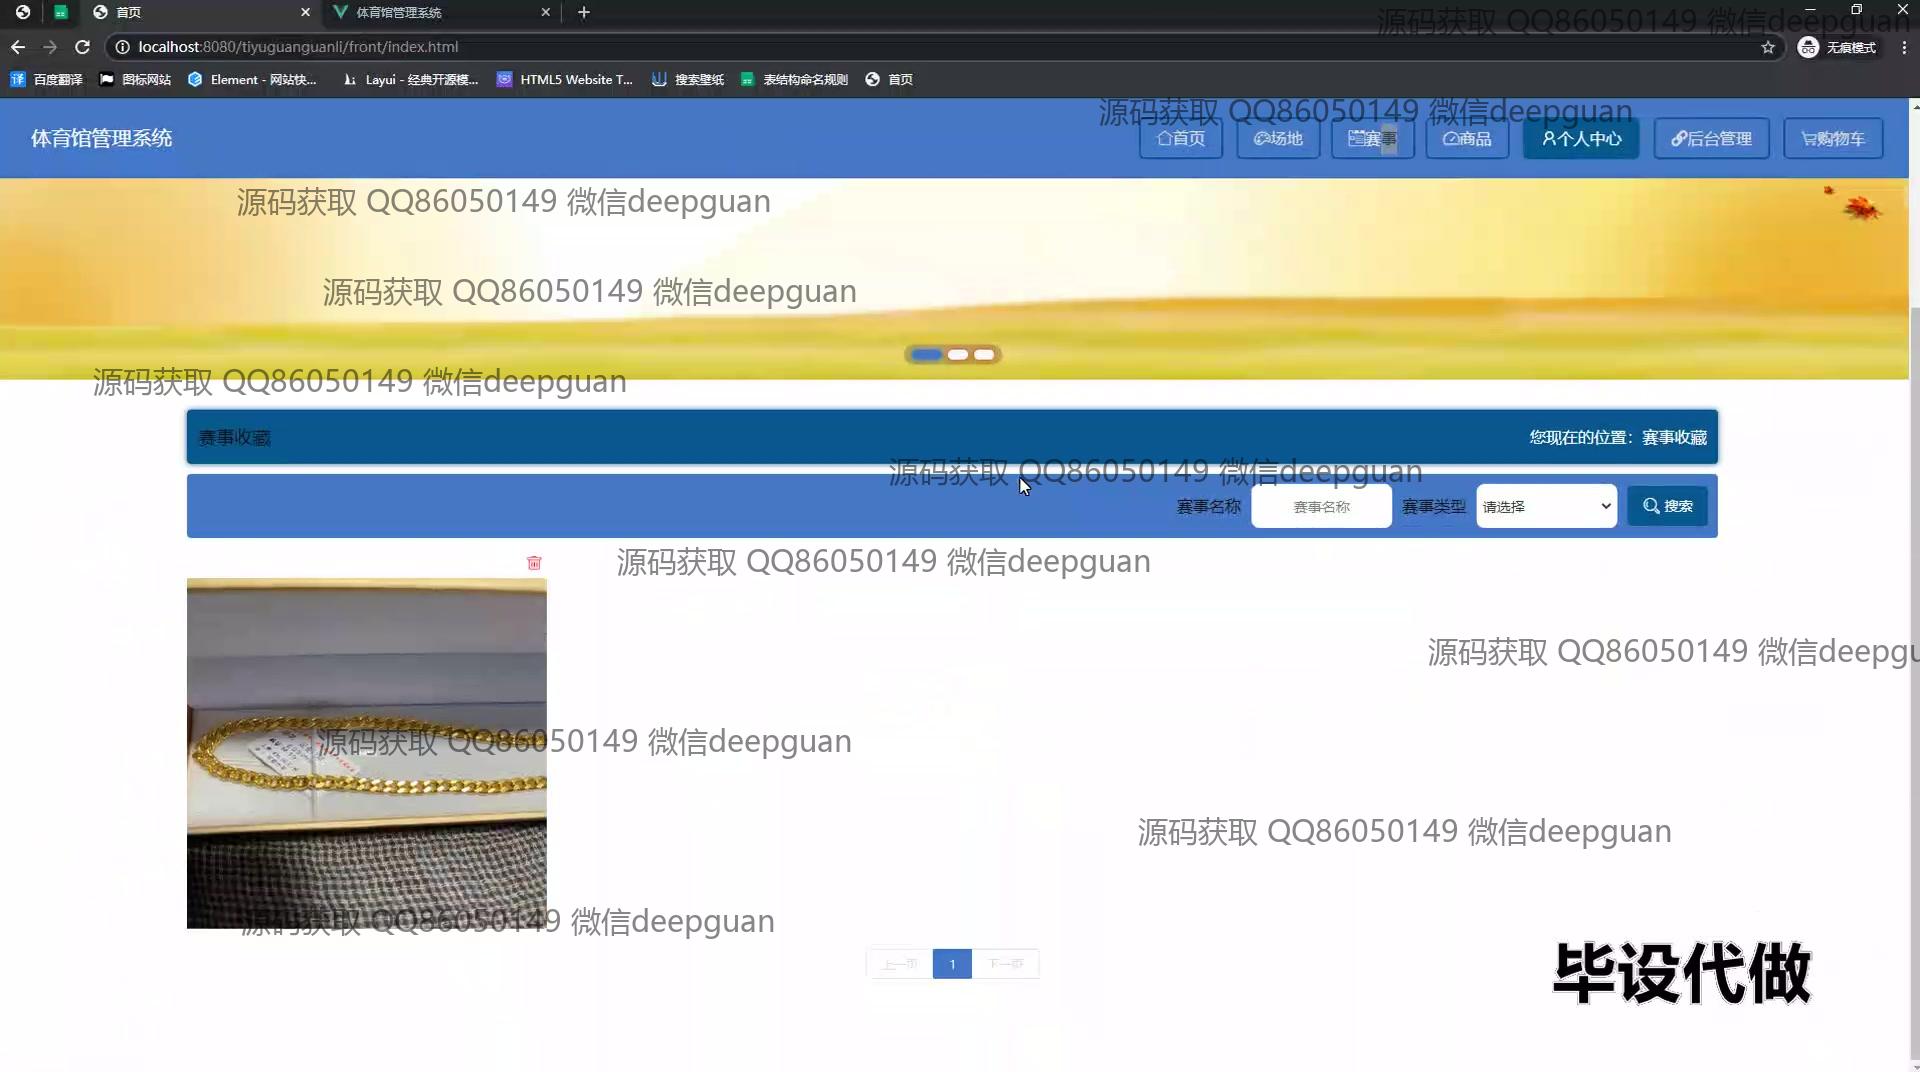 首页
体育馆管理系统
localhost:8080/tiyuguanguanli/front/index.html
无痕模式
百度翻译
图标网站
Element - 网站快...
Layui - 经典开源模...
HTML5 Website T...
搜索壁纸
表结构命名规则
首页
源码获取 QQ86050149 微信deepguan
源码获取 QQ86050149 微信deepguan
体育馆管理系统
首页
场地
赛事
商品
个人中心
后台管理
购物车
源码获取 QQ86050149 微信deepguan
源码获取 QQ86050149 微信deepguan
源码获取 QQ86050149 微信deepguan
赛事收藏
您现在的位置：赛事收藏
源码获取 QQ86050149 微信deepguan
赛事名称
赛事名称
赛事类型
请选择
搜索
源码获取 QQ86050149 微信deepguan
源码获取 QQ86050149 微信deepgu
源码获取 QQ86050149 微信deepguan
源码获取 QQ86050149 微信deepguan
源码获取 QQ86050149 微信deepguan
上一页
1
下一页
毕设代做